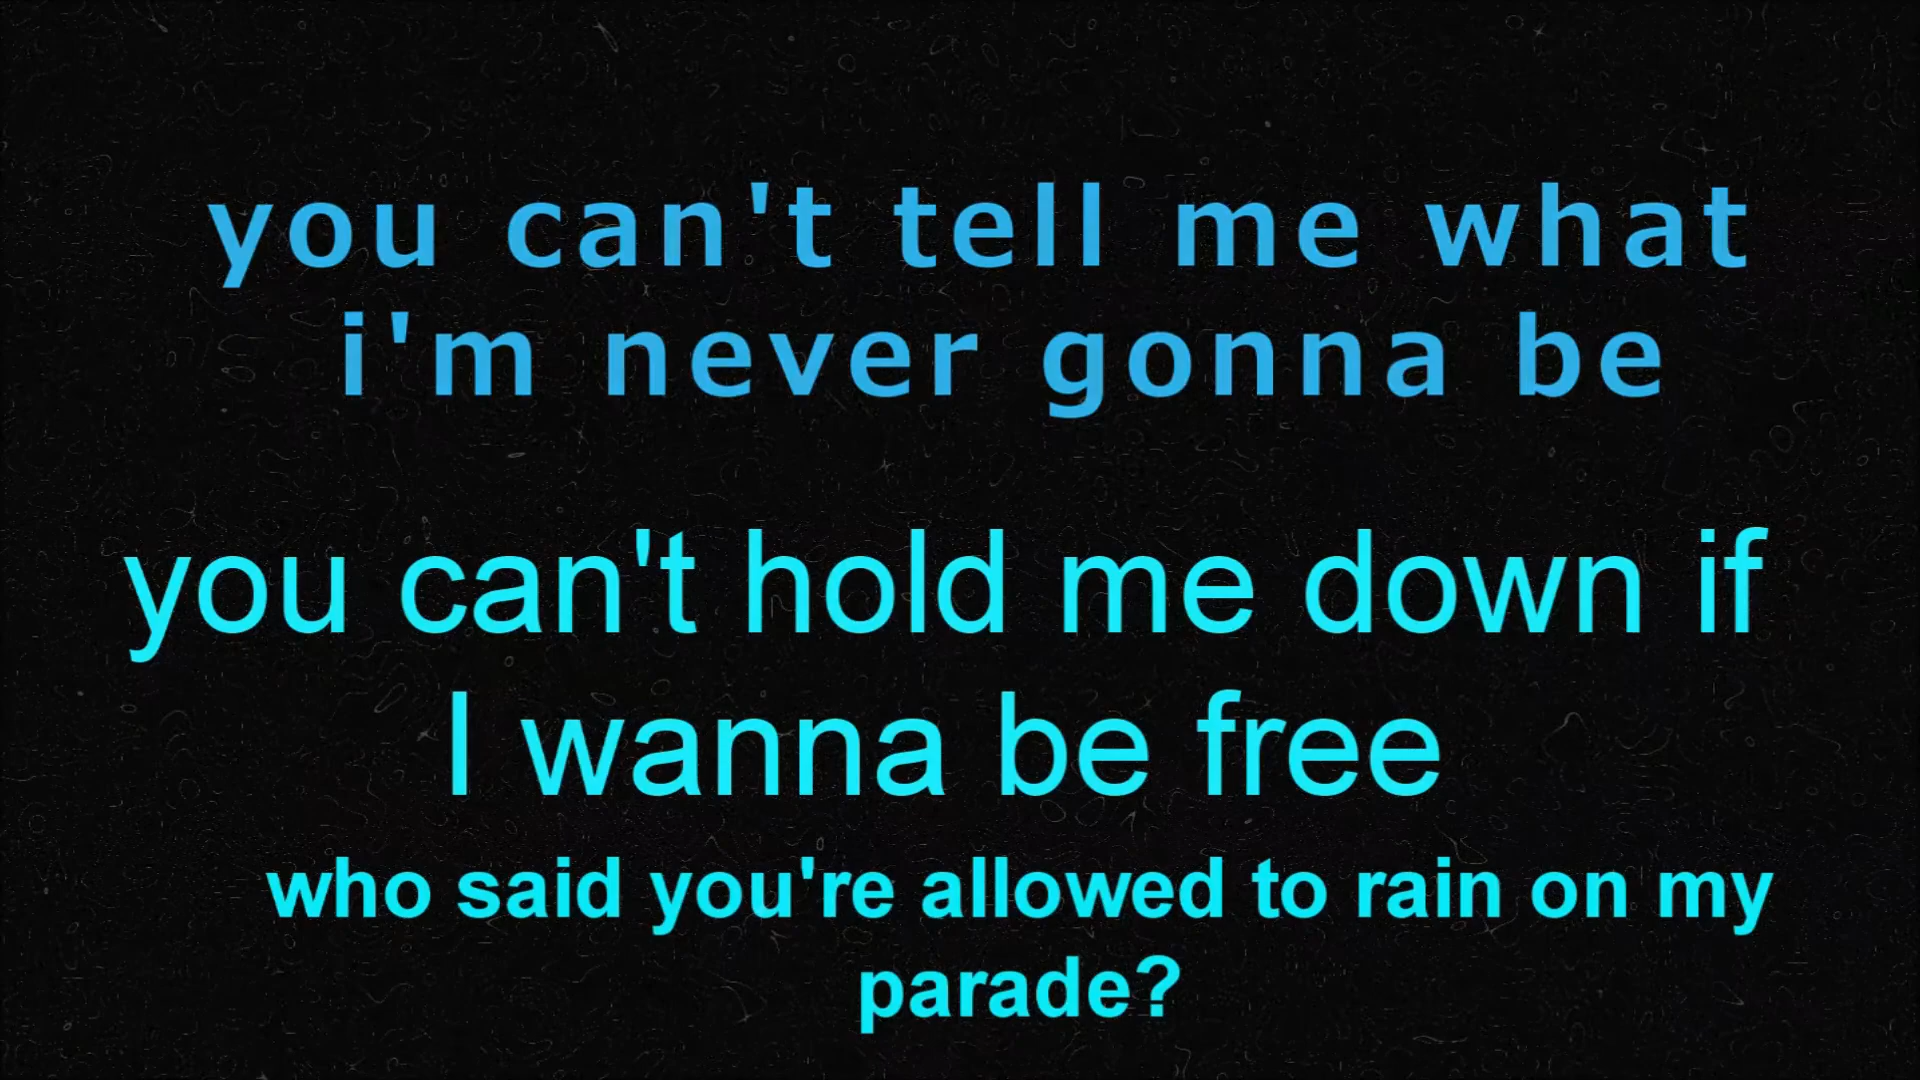 you can't tell me what
i'm never gonna be
you can't hold me down if
I wanna be free
who said you're allowed to rain on my
parade?